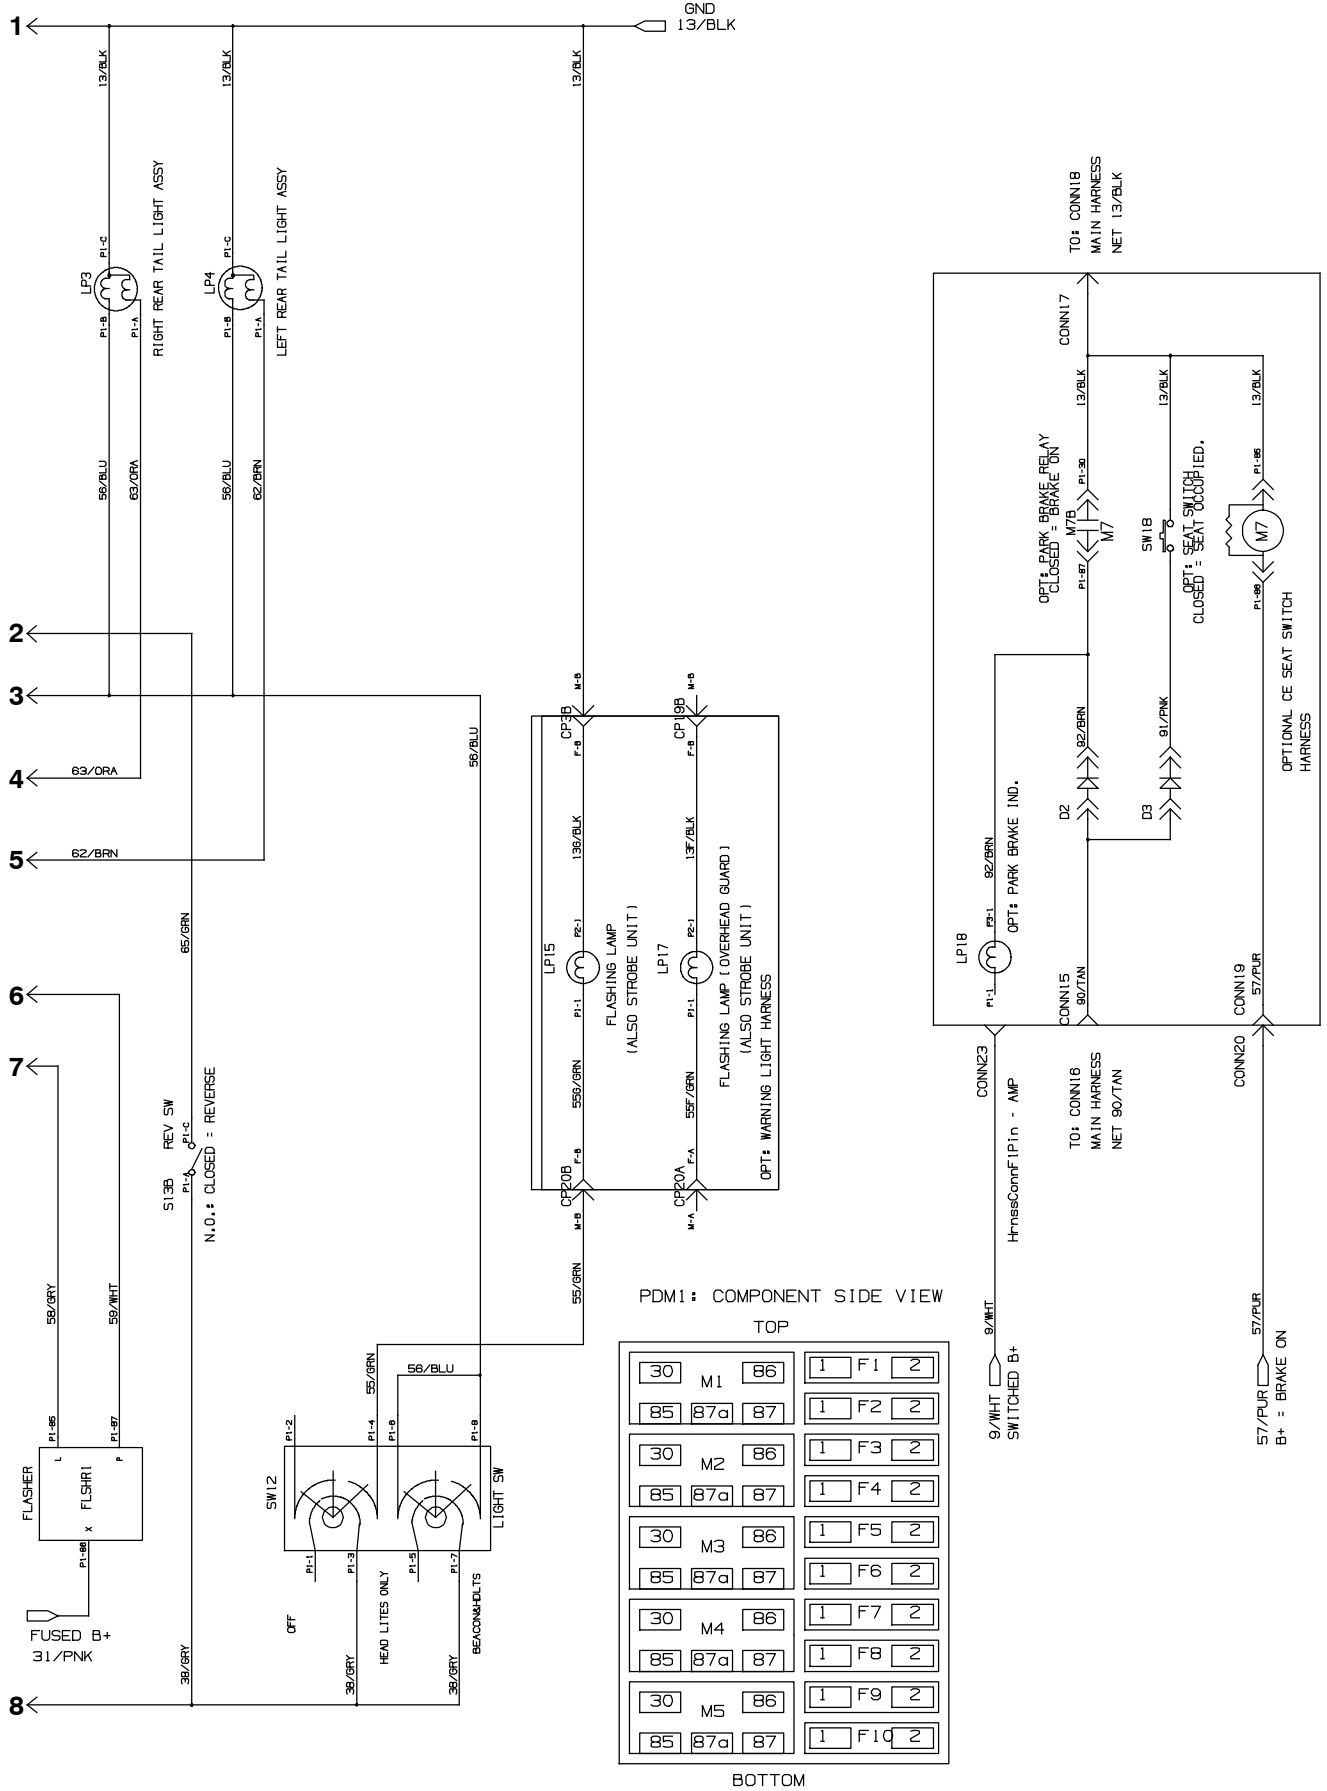 GND
13/BLK
1
13/BLK
13/BLK
13/BLK
RIGHT REAR TAIL LIGHT ASSY
LEFT REAR TAIL LIGHT ASSY
P1-C
P1-C
LP3
LP4
P1-B
P1-A
P1-B
P1-A
56/BLU
63/ORA
56/BLU
62/BRN
2
3
4
63/ORA
5
62/BRN
6
7
65/GRN
56/BLU
S13B
REV SW
P1-A
P1-C
N.O.: CLOSED = REVERSE
58/GRY
59/WHT
P1-85
P1-87
FLASHER
FLSHR1
L
P
X
P1-86
FUSED B+
31/PNK
38/GRY
8
55/GRN
56/BLU
P1-2
P1-4
P1-6
P1-8
SW12
LIGHT SW
P1-1
P1-3
P1-5
P1-7
OFF
HEAD LITES ONLY
BEACON&HDLTS
38/GRY
38/GRY
M-B
M-B
CP3B
CP19B
F-B
F-B
13G/BLK
13F/BLK
P2-1
P2-1
LP15
LP17
FLASHING LAMP
(ALSO STROBE UNIT)
FLASHING LAMP (OVERHEAD GUARD)
(ALSO STROBE UNIT)
OPT: WARNING LIGHT HARNESS
P1-1
P1-1
55G/GRN
55F/GRN
F-B
F-A
CP20B
CP20A
M-B
M-A
55/GRN
TO: CONN18
MAIN HARNESS
NET 13/BLK
CONN17
13/BLK
13/BLK
13/BLK
OPT: PARK BRAKE RELAY
CLOSED = BRAKE ON
P1-30
M7B
M7
P1-87
SW18
OPT: SEAT SWITCH
CLOSED = SEAT OCCUPIED.
P1-85
M7
P1-86
OPTIONAL CE SEAT SWITCH
HARNESS
92/BRN
91/PNK
D2
D3
92/BRN
OPT: PARK BRAKE IND.
LP18
P3-1
P1-1
CONN15
90/TAN
CONN19
57/PUR
CONN23
CONN20
HrnssConnF1Pin - AMP
TO: CONN16
MAIN HARNESS
NET 90/TAN
9/WHT
9/WHT
SWITCHED B+
57/PUR
57/PUR
B+ = BRAKE ON
PDM1: COMPONENT SIDE VIEW
TOP
30 M1 86
85 87a 87
1 F1 2
1 F2 2
30 M2 86
85 87a 87
1 F3 2
1 F4 2
30 M3 86
85 87a 87
1 F5 2
1 F6 2
30 M4 86
85 87a 87
1 F7 2
1 F8 2
30 M5 86
85 87a 87
1 F9 2
1 F10 2
BOTTOM